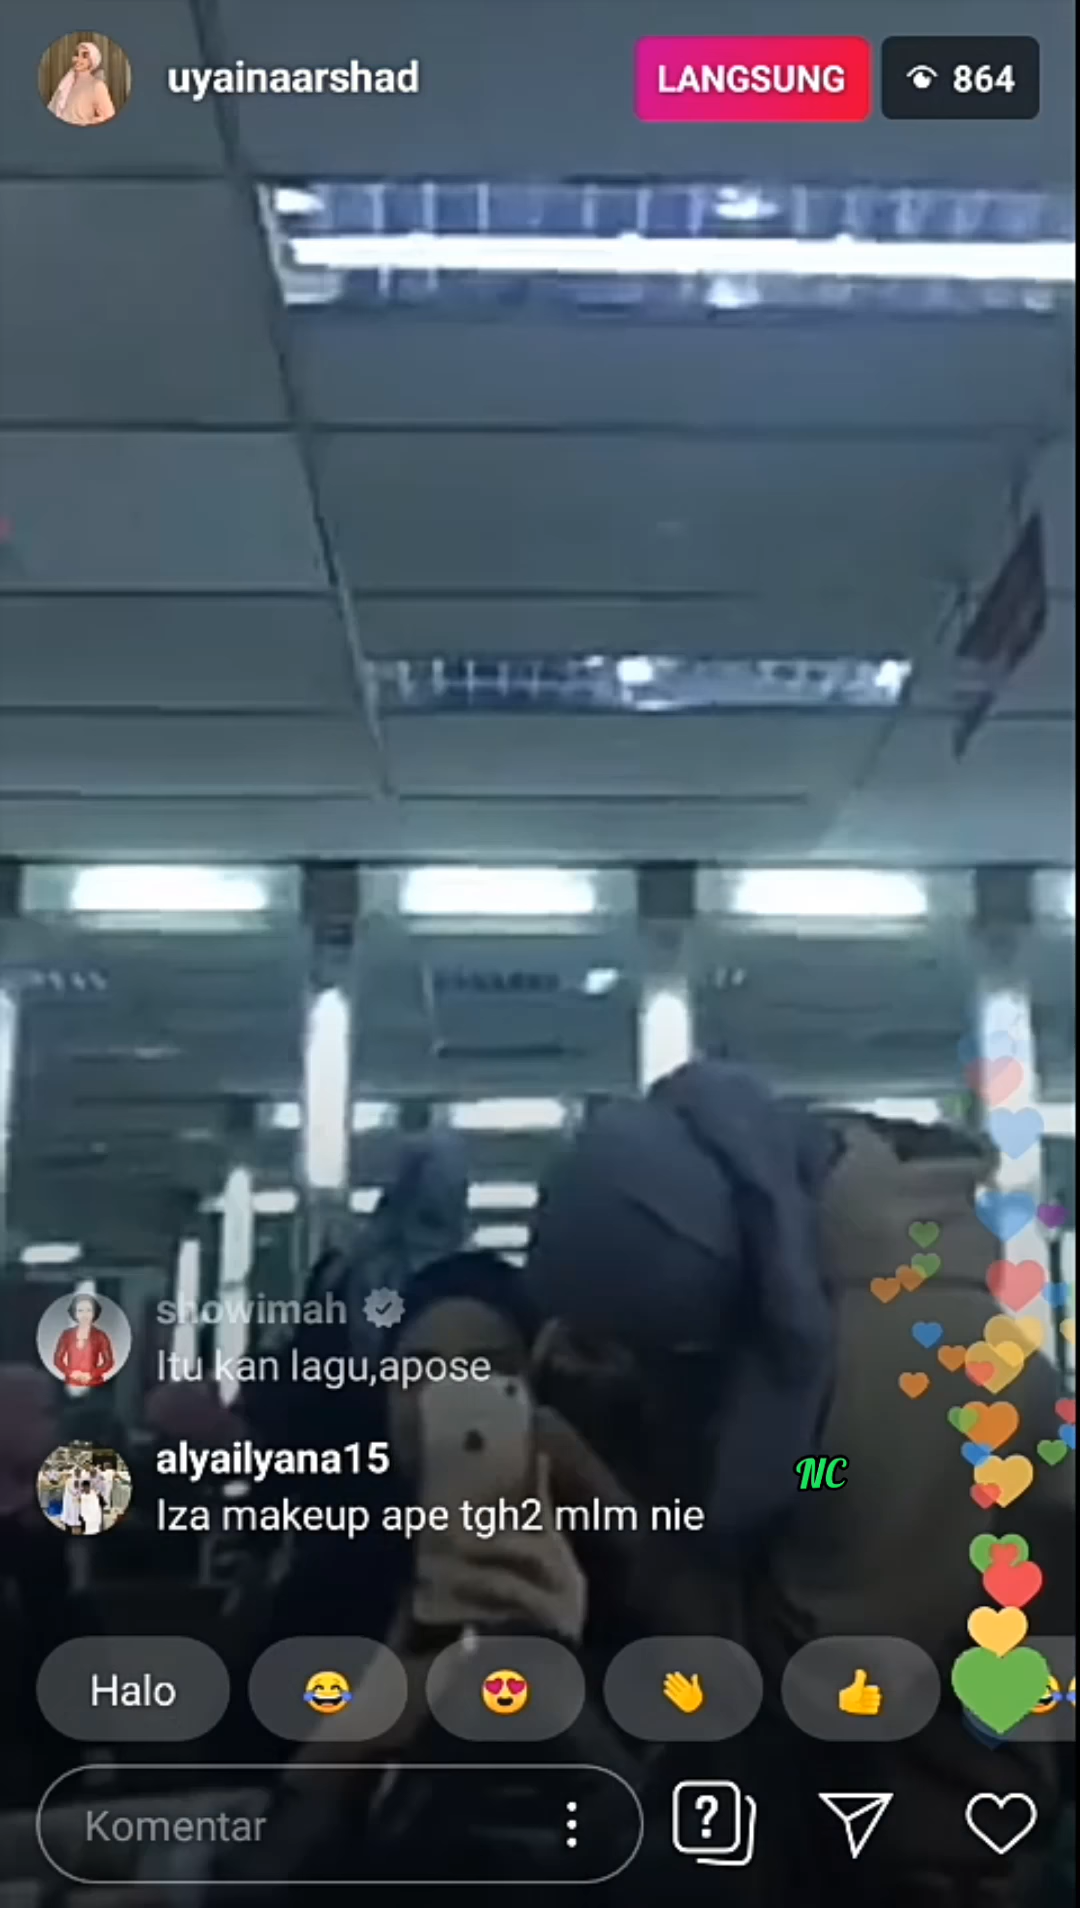 uyainaarshad
LANGSUNG
864
showimah
Itu kan lagu,apose
alyailyana15
Iza makeup ape tgh2 mlm nie
NC
Halo
Komentar